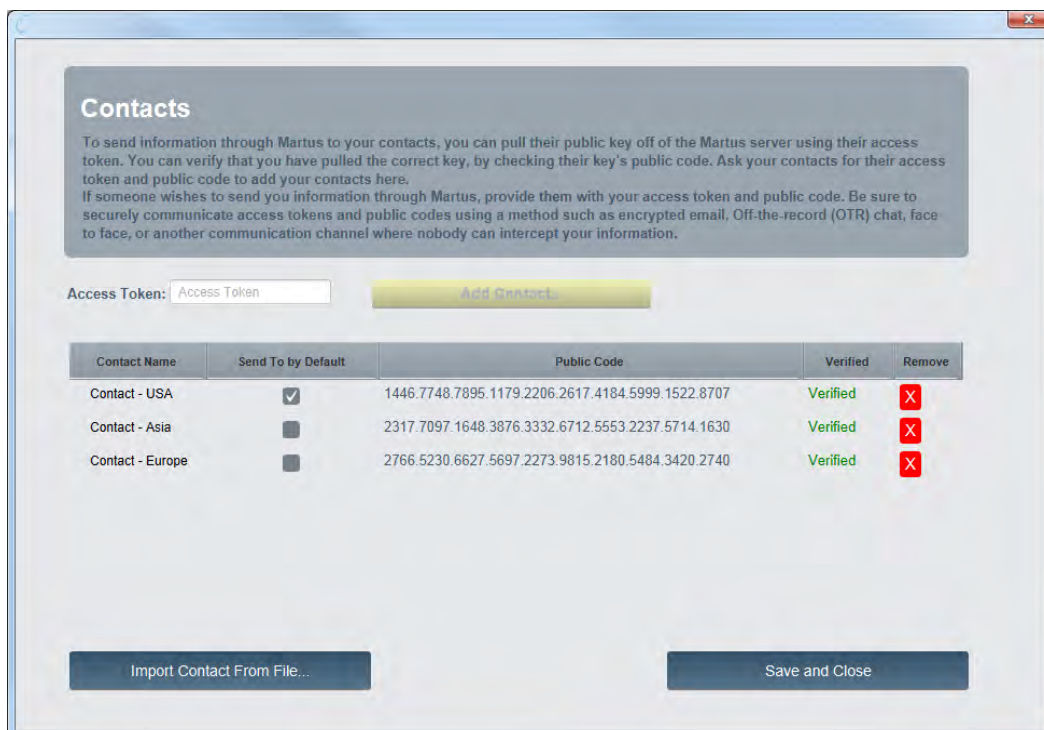 x
Contacts
To send information through Martus to your contacts, you can pull their public key off of the Martus server using their access
token. You can verify that you have pulled the correct key, by checking their key's public code. Ask your contacts for their access
token and public code to add your contacts here.
If someone wishes to send you information through Martus, provide them with your access token and public code. Be sure to
securely communicate access tokens and public codes using a method such as encrypted email, Off-the-record (OTR) chat, face
to face, or another communication channel where nobody can intercept your information.
Access Token: Access Token Add Contact...
Contact Name Send To by Default Public Code Verified Remove
Contact - USA 1446.7748.7895.1179.2206.2617.4184.5999.1522.8707 Verified X
Contact - Asia 2317.7097.1648.3876.3332.6712.5553.2237.5714.1630 Verified X
Contact - Europe 2766.5230.6627.5697.2273.9815.2180.5484.3420.2740 Verified X
Import Contact From File... Save and Close